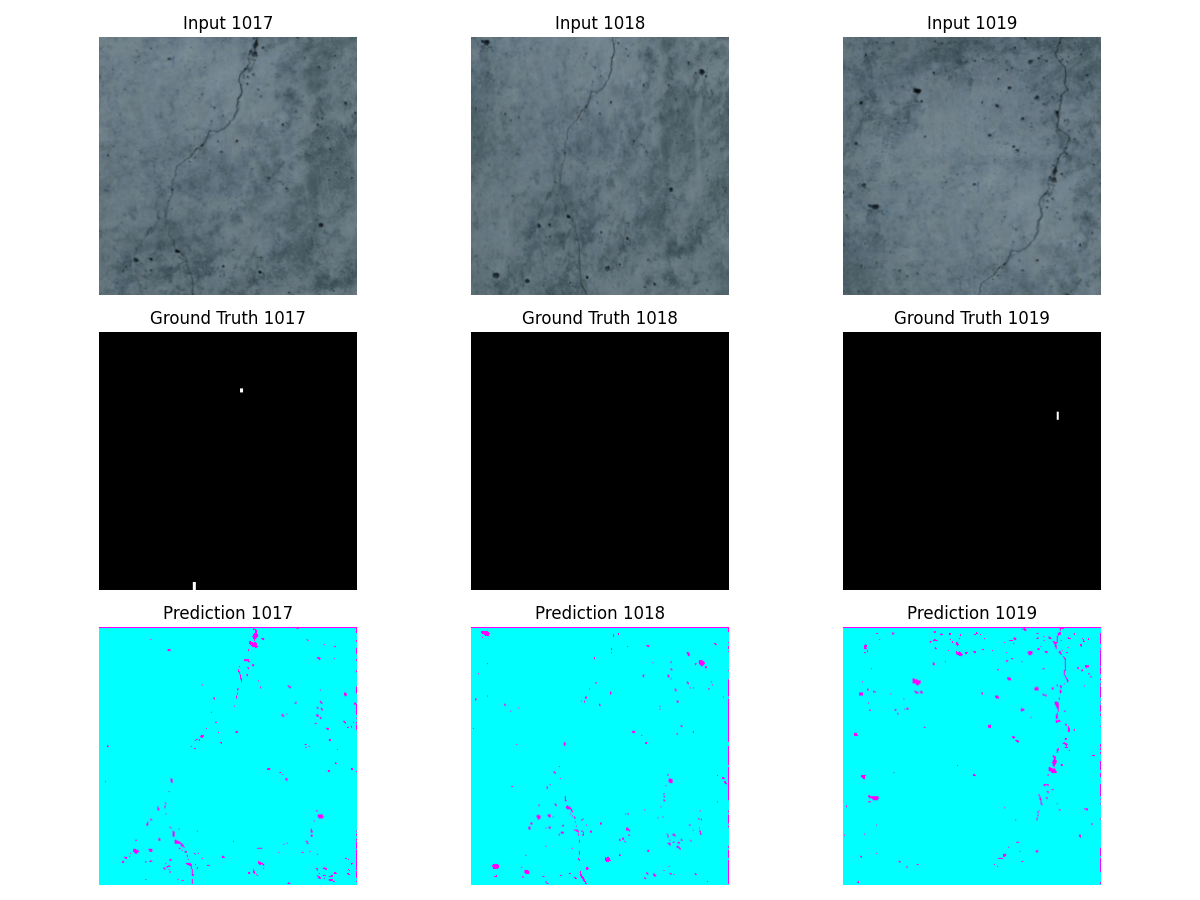 Input 1017
Input 1018
Input 1019
Ground Truth 1017
Ground Truth 1018
Ground Truth 1019
Prediction 1017
Prediction 1018
Prediction 1019